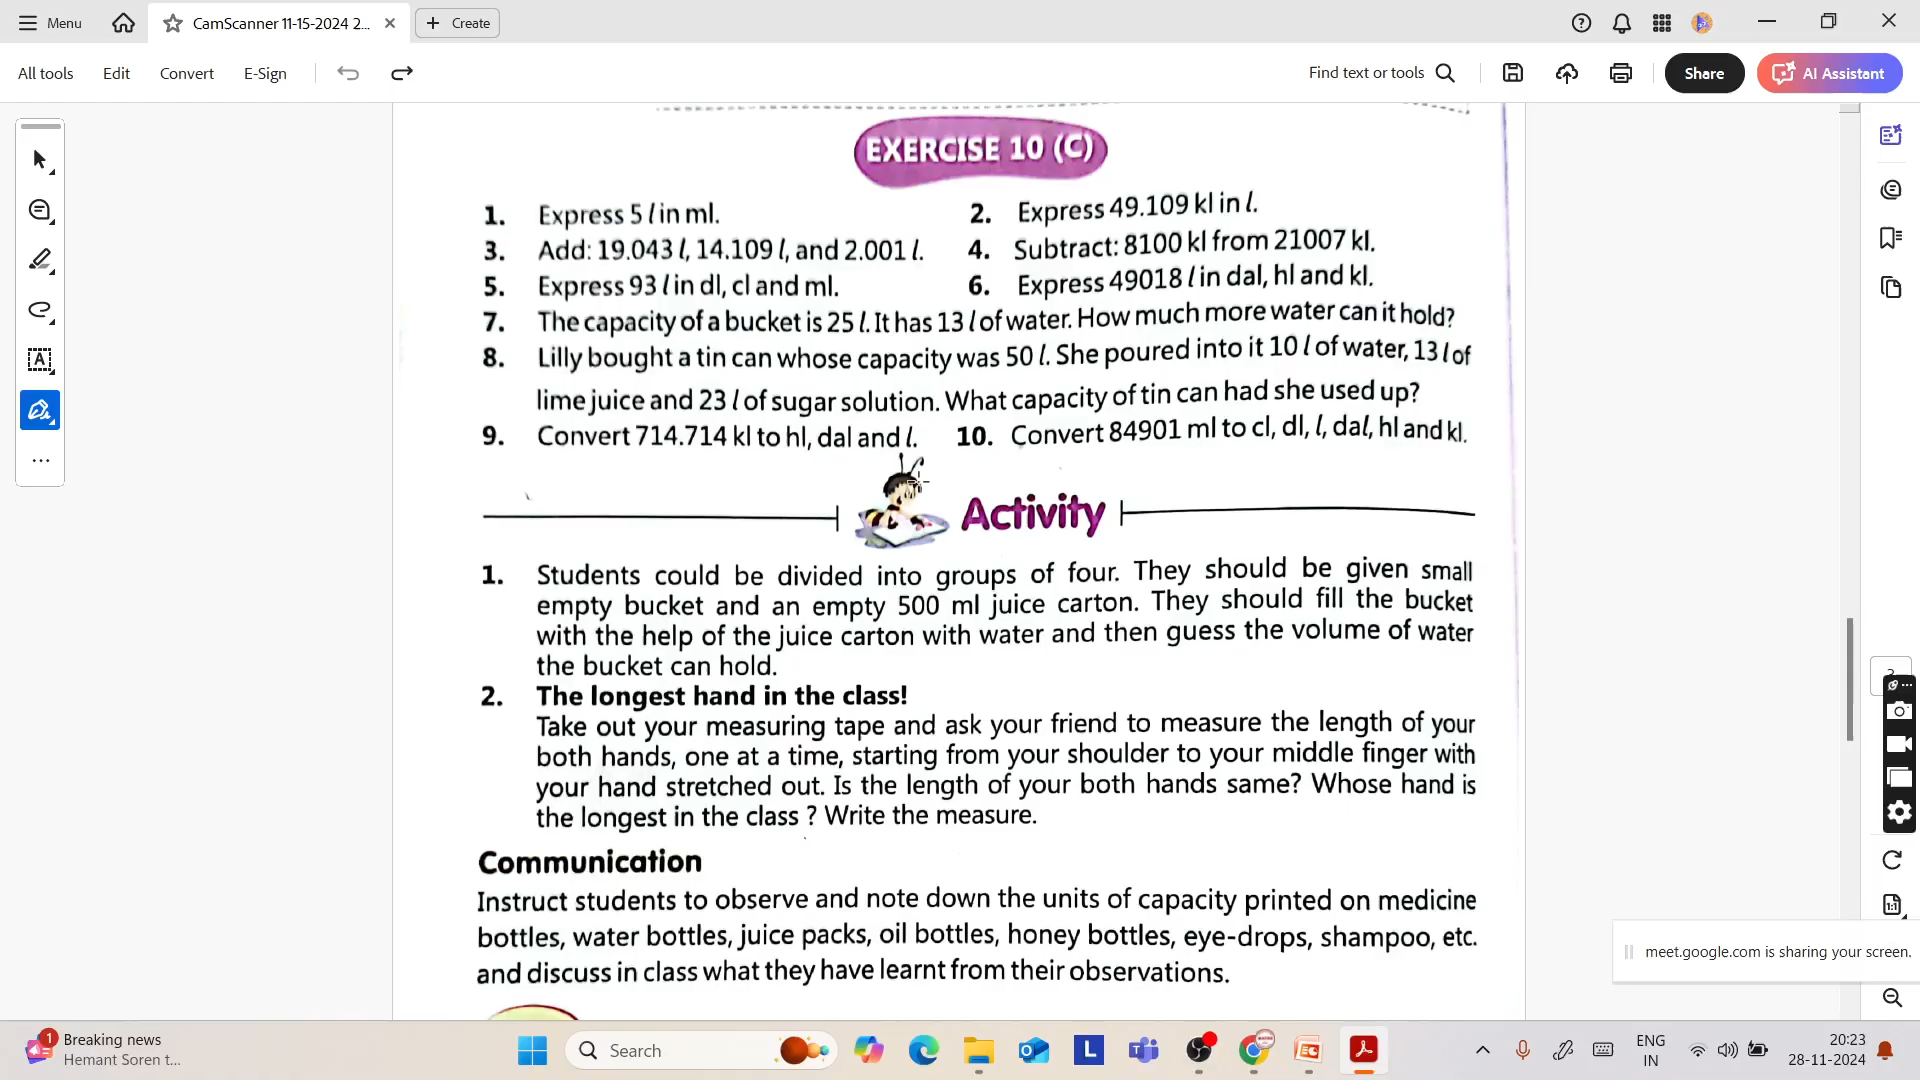 Menu
CamScanner 11-15-2024 2...
Create
All tools Edit Convert E-Sign
Find text or tools
Share
AI Assistant
EXERCISE 10 (C)
1. Express 5 l in ml.
2. Express 49.109 kl in l.
3. Add: 19.043 l, 14.109 l, and 2.001 l.
4. Subtract: 8100 kl from 21007 kl.
5. Express 93 l in dl, cl and ml.
6. Express 49018 l in dal, hl and kl.
7. The capacity of a bucket is 25 l. It has 13 l of water. How much more water can it hold?
8. Lilly bought a tin can whose capacity was 50 l. She poured into it 10 l of water, 13 l of
lime juice and 23 l of sugar solution. What capacity of tin can had she used up?
9. Convert 714.714 kl to hl, dal and l.
10. Convert 84901 ml to cl, dl, l, dal, hl and kl.
Activity
1. Students could be divided into groups of four. They should be given small
empty bucket and an empty 500 ml juice carton. They should fill the bucket
with the help of the juice carton with water and then guess the volume of water
the bucket can hold.
2. The longest hand in the class!
Take out your measuring tape and ask your friend to measure the length of your
both hands, one at a time, starting from your shoulder to your middle finger with
your hand stretched out. Is the length of your both hands same? Whose hand is
the longest in the class ? Write the measure.
Communication
Instruct students to observe and note down the units of capacity printed on medicine
bottles, water bottles, juice packs, oil bottles, honey bottles, eye-drops, shampoo, etc.
and discuss in class what they have learnt from their observations.
meet.google.com is sharing your screen.
1
Breaking news
Hemant Soren t...
Search
ENG
IN
20:23
28-11-2024